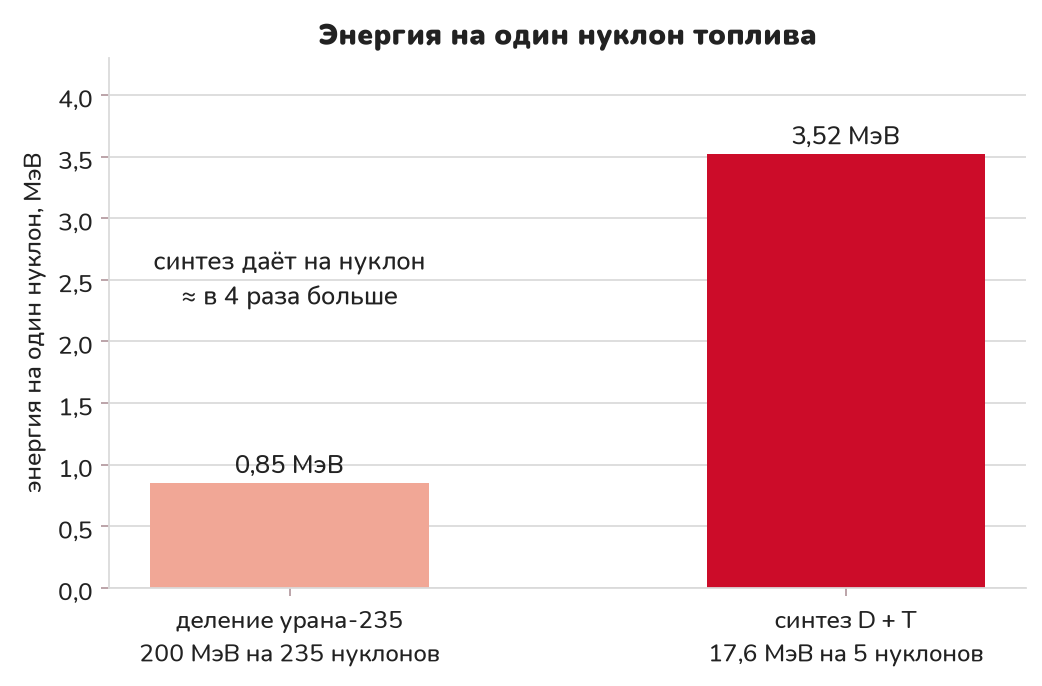 Энергия на один нуклон топлива
энергия на один нуклон, МэВ
4,0
3,5
3,0
2,5
2,0
1,5
1,0
0,5
0,0
3,52 МэВ
синтез даёт на нуклон
≈ в 4 раза больше
0,85 МэВ
деление урана-235
200 МэВ на 235 нуклонов
синтез D + T
17,6 МэВ на 5 нуклонов